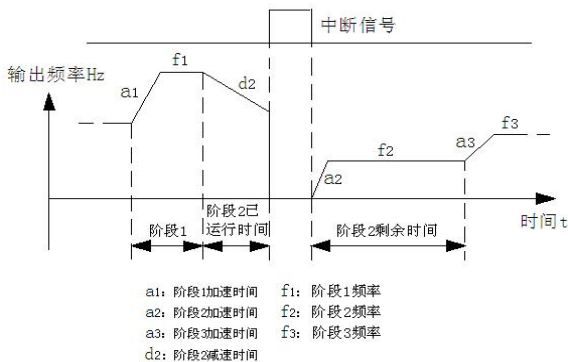 中断信号
输出频率Hz
f1
a1
d2
f3
a3
f2
a2
时间t
阶段1
阶段2已
运行时间
阶段2剩余时间
a1: 阶段1加速时间 f1: 阶段1频率
a2: 阶段2加速时间 f2: 阶段2频率
a3: 阶段3加速时间 f3: 阶段3频率
d2: 阶段2减速时间